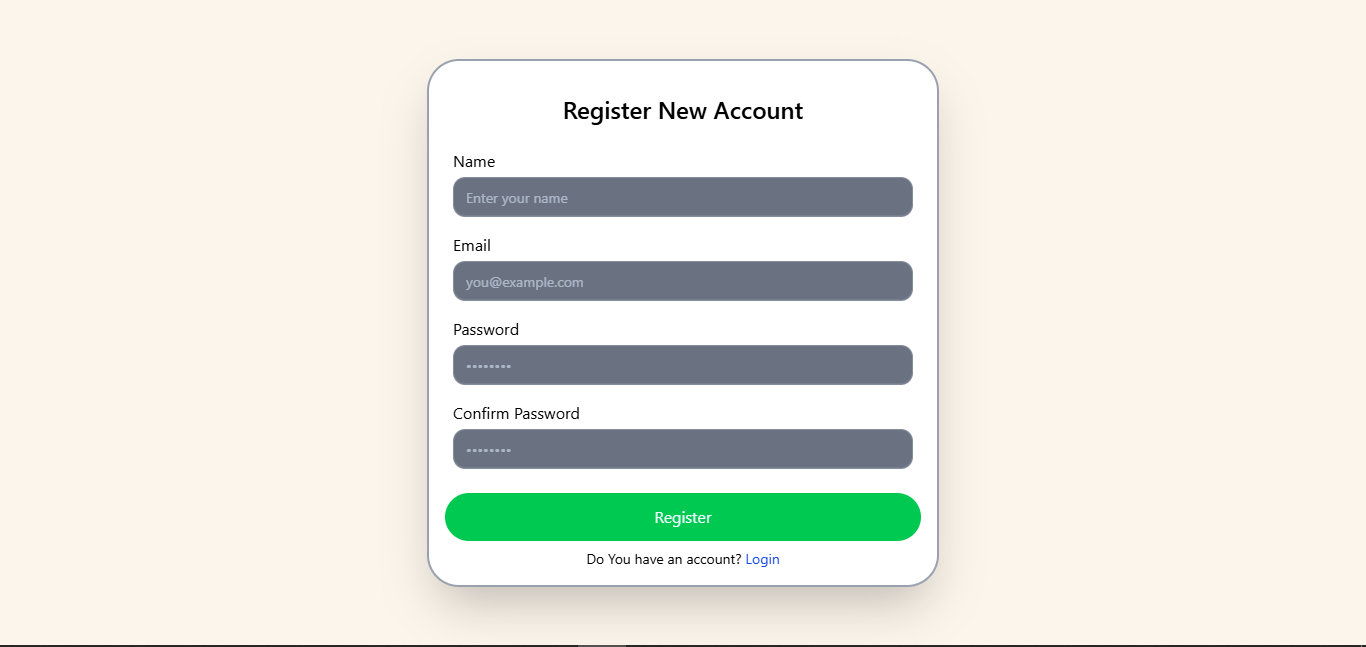 Register New Account
Name
Enter your name
Email
you@example.com
Password
••••••••
Confirm Password
••••••••
Register
Do You have an account? Login